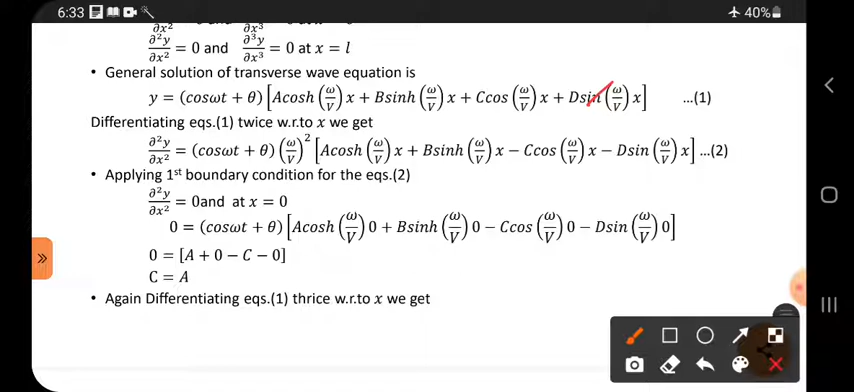 6:33 40%
∂x² ∂x³
∂²y/∂x² = 0 and ∂³y/∂x³ = 0 at x = l
• General solution of transverse wave equation is
y = (cosωt + θ) [Acosh (ω/V) x + Bsinh (ω/V) x + Ccos (ω/V) x + Dsin (ω/V) x] ...(1)
Differentiating eqs.(1) twice w.r.to x we get
∂²y/∂x² = (cosωt + θ) (ω/V)² [Acosh (ω/V) x + Bsinh (ω/V) x − Ccos (ω/V) x − Dsin (ω/V) x] ...(2)
• Applying 1st boundary condition for the eqs.(2)
∂²y/∂x² = 0and at x = 0
0 = (cosωt + θ) [Acosh (ω/V) 0 + Bsinh (ω/V) 0 − Ccos (ω/V) 0 − Dsin (ω/V) 0]
0 = [A + 0 − C − 0]
C = A
• Again Differentiating eqs.(1) thrice w.r.to x we get